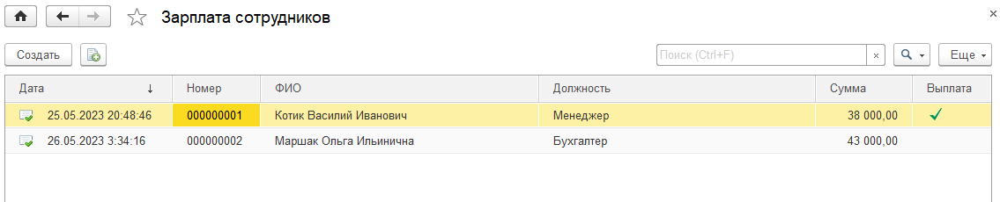 Зарплата сотрудников
Создать Поиск (Ctrl+F) Еще
Дата Номер ФИО Должность Сумма Выплата
25.05.2023 20:48:46 000000001 Котик Василий Иванович Менеджер 38 000,00
26.05.2023 3:34:16 000000002 Маршак Ольга Ильинична Бухгалтер 43 000,00